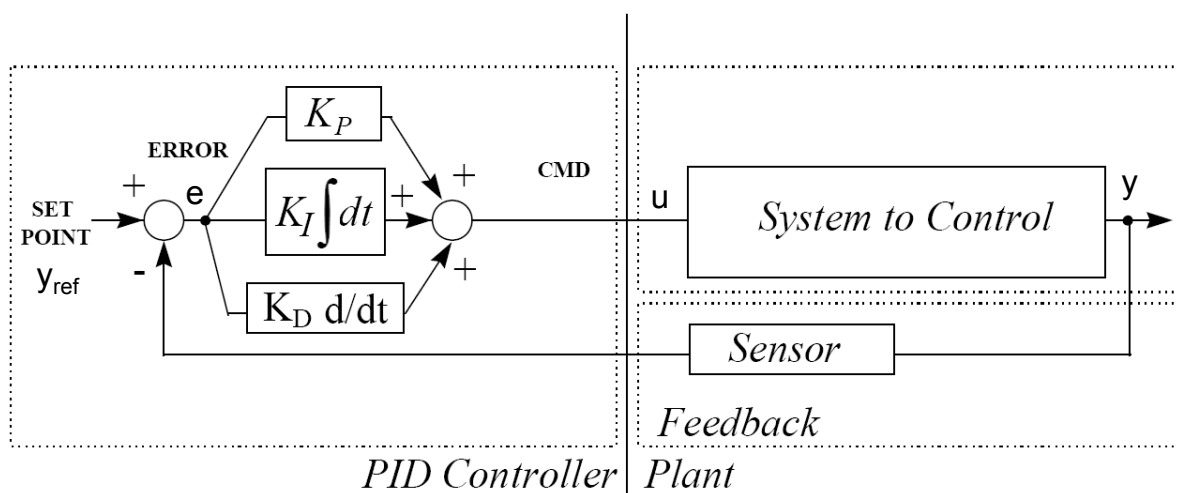 K_P
ERROR
+
+
CMD
+
e
K_I ∫ dt
+
u
System to Control
y
SET
POINT
y_ref
-
+
K_D d/dt
Sensor
Feedback
PID Controller
Plant